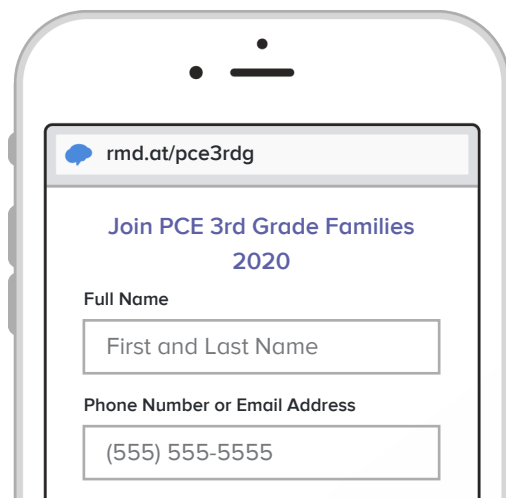 rmd.at/pce3rdg
Join PCE 3rd Grade Families
2020
Full Name
First and Last Name
Phone Number or Email Address
(555) 555-5555